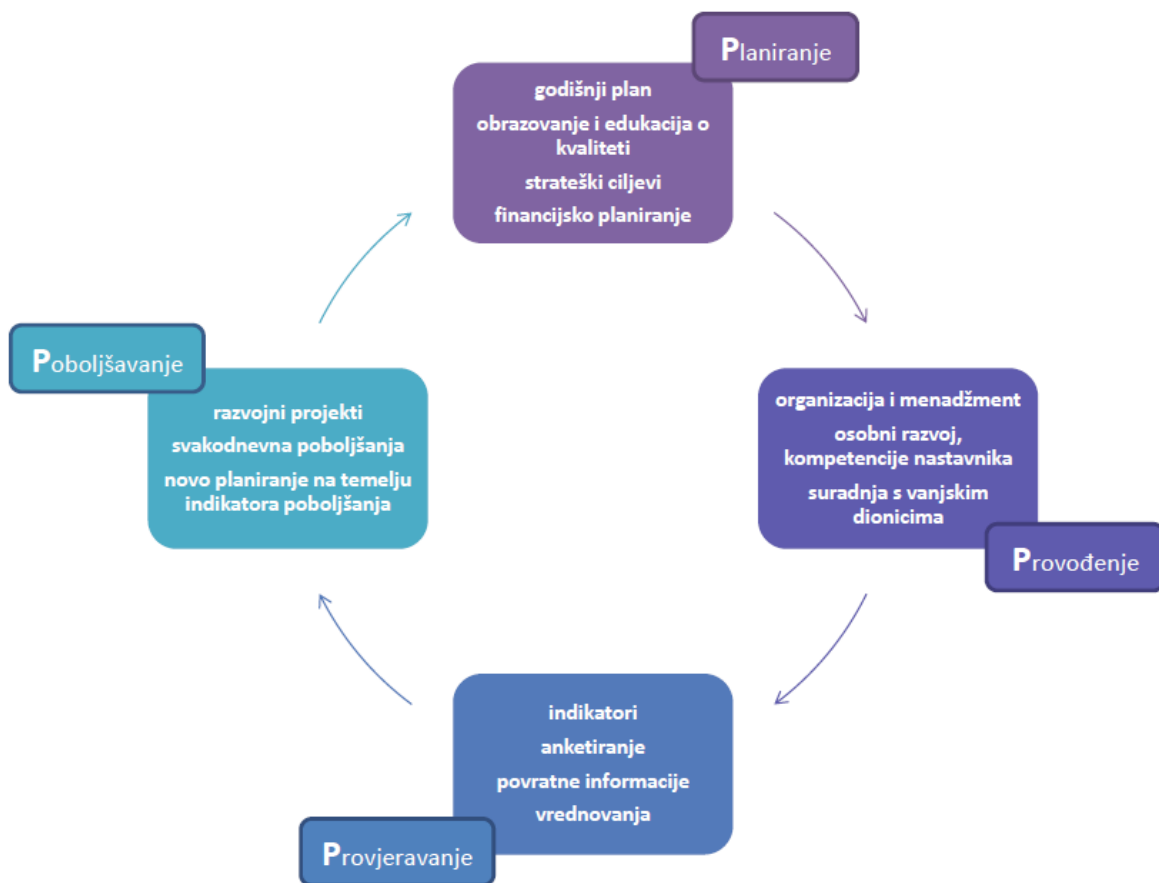 Planiranje
godišnji plan
obrazovanje i edukacija o
kvaliteti
strateški ciljevi
financijsko planiranje
Poboljšavanje
razvojni projekti
svakodnevna poboljšanja
novo planiranje na temelju
indikatora poboljšanja
organizacija i menadžment
osobni razvoj,
kompetencije nastavnika
suradnja s vanjskim
dionicima
Provođenje
indikatori
anketiranje
povratne informacije
vrednovanja
Provjeravanje